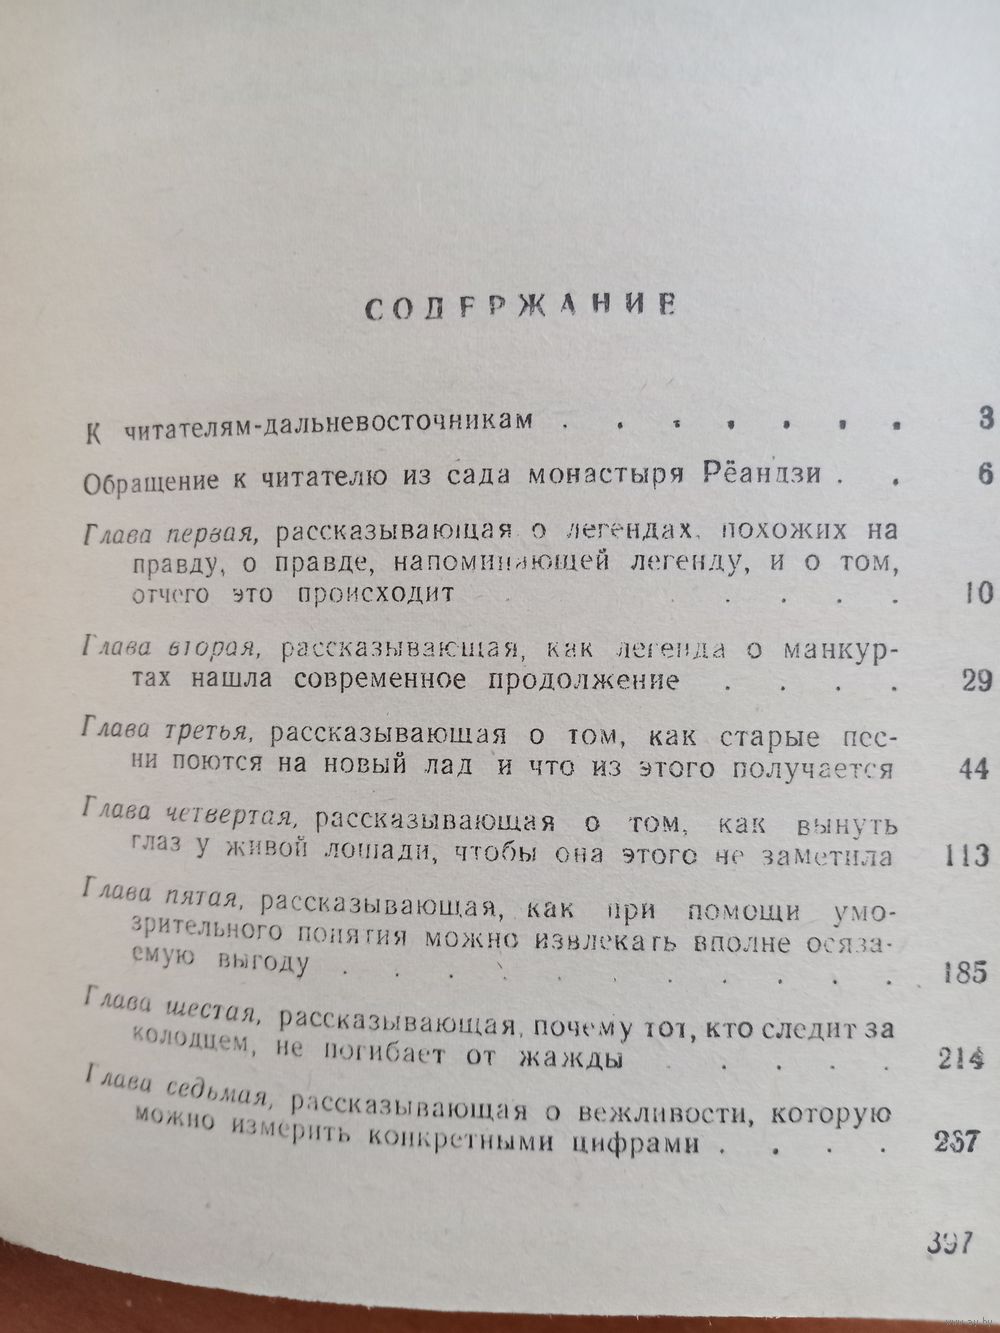 СОДЕРЖАНИЕ
К читателям-дальневосточникам . . . . . . . 3
Обращение к читателю из сада монастыря Рёандзи . . 6
Глава первая, рассказывающая о легендах, похожих на
правду, о правде, напоминающей легенду, и о том,
отчего это происходит . . . . . 10
Глава вторая, рассказывающая, как легенда о манкур-
тах нашла современное продолжение . . . . 29
Глава третья, рассказывающая о том, как старые пес-
ни поются на новый лад и что из этого получается 44
Глава четвертая, рассказывающая о том, как вынуть
глаз у живой лошади, чтобы она этого не заметила 113
Глава пятая, рассказывающая, как при помощи умо-
зрительного понятия можно извлекать вполне осяза-
емую выгоду . . . . . . . . . . . 185
Глава шестая, рассказывающая, почему тот, кто следит за
колодцем, не погибает от жажды . . . . . 214
Глава седьмая, рассказывающая о вежливости, которую
можно измерить конкретными цифрами . . . . 267
397
www.ay.by